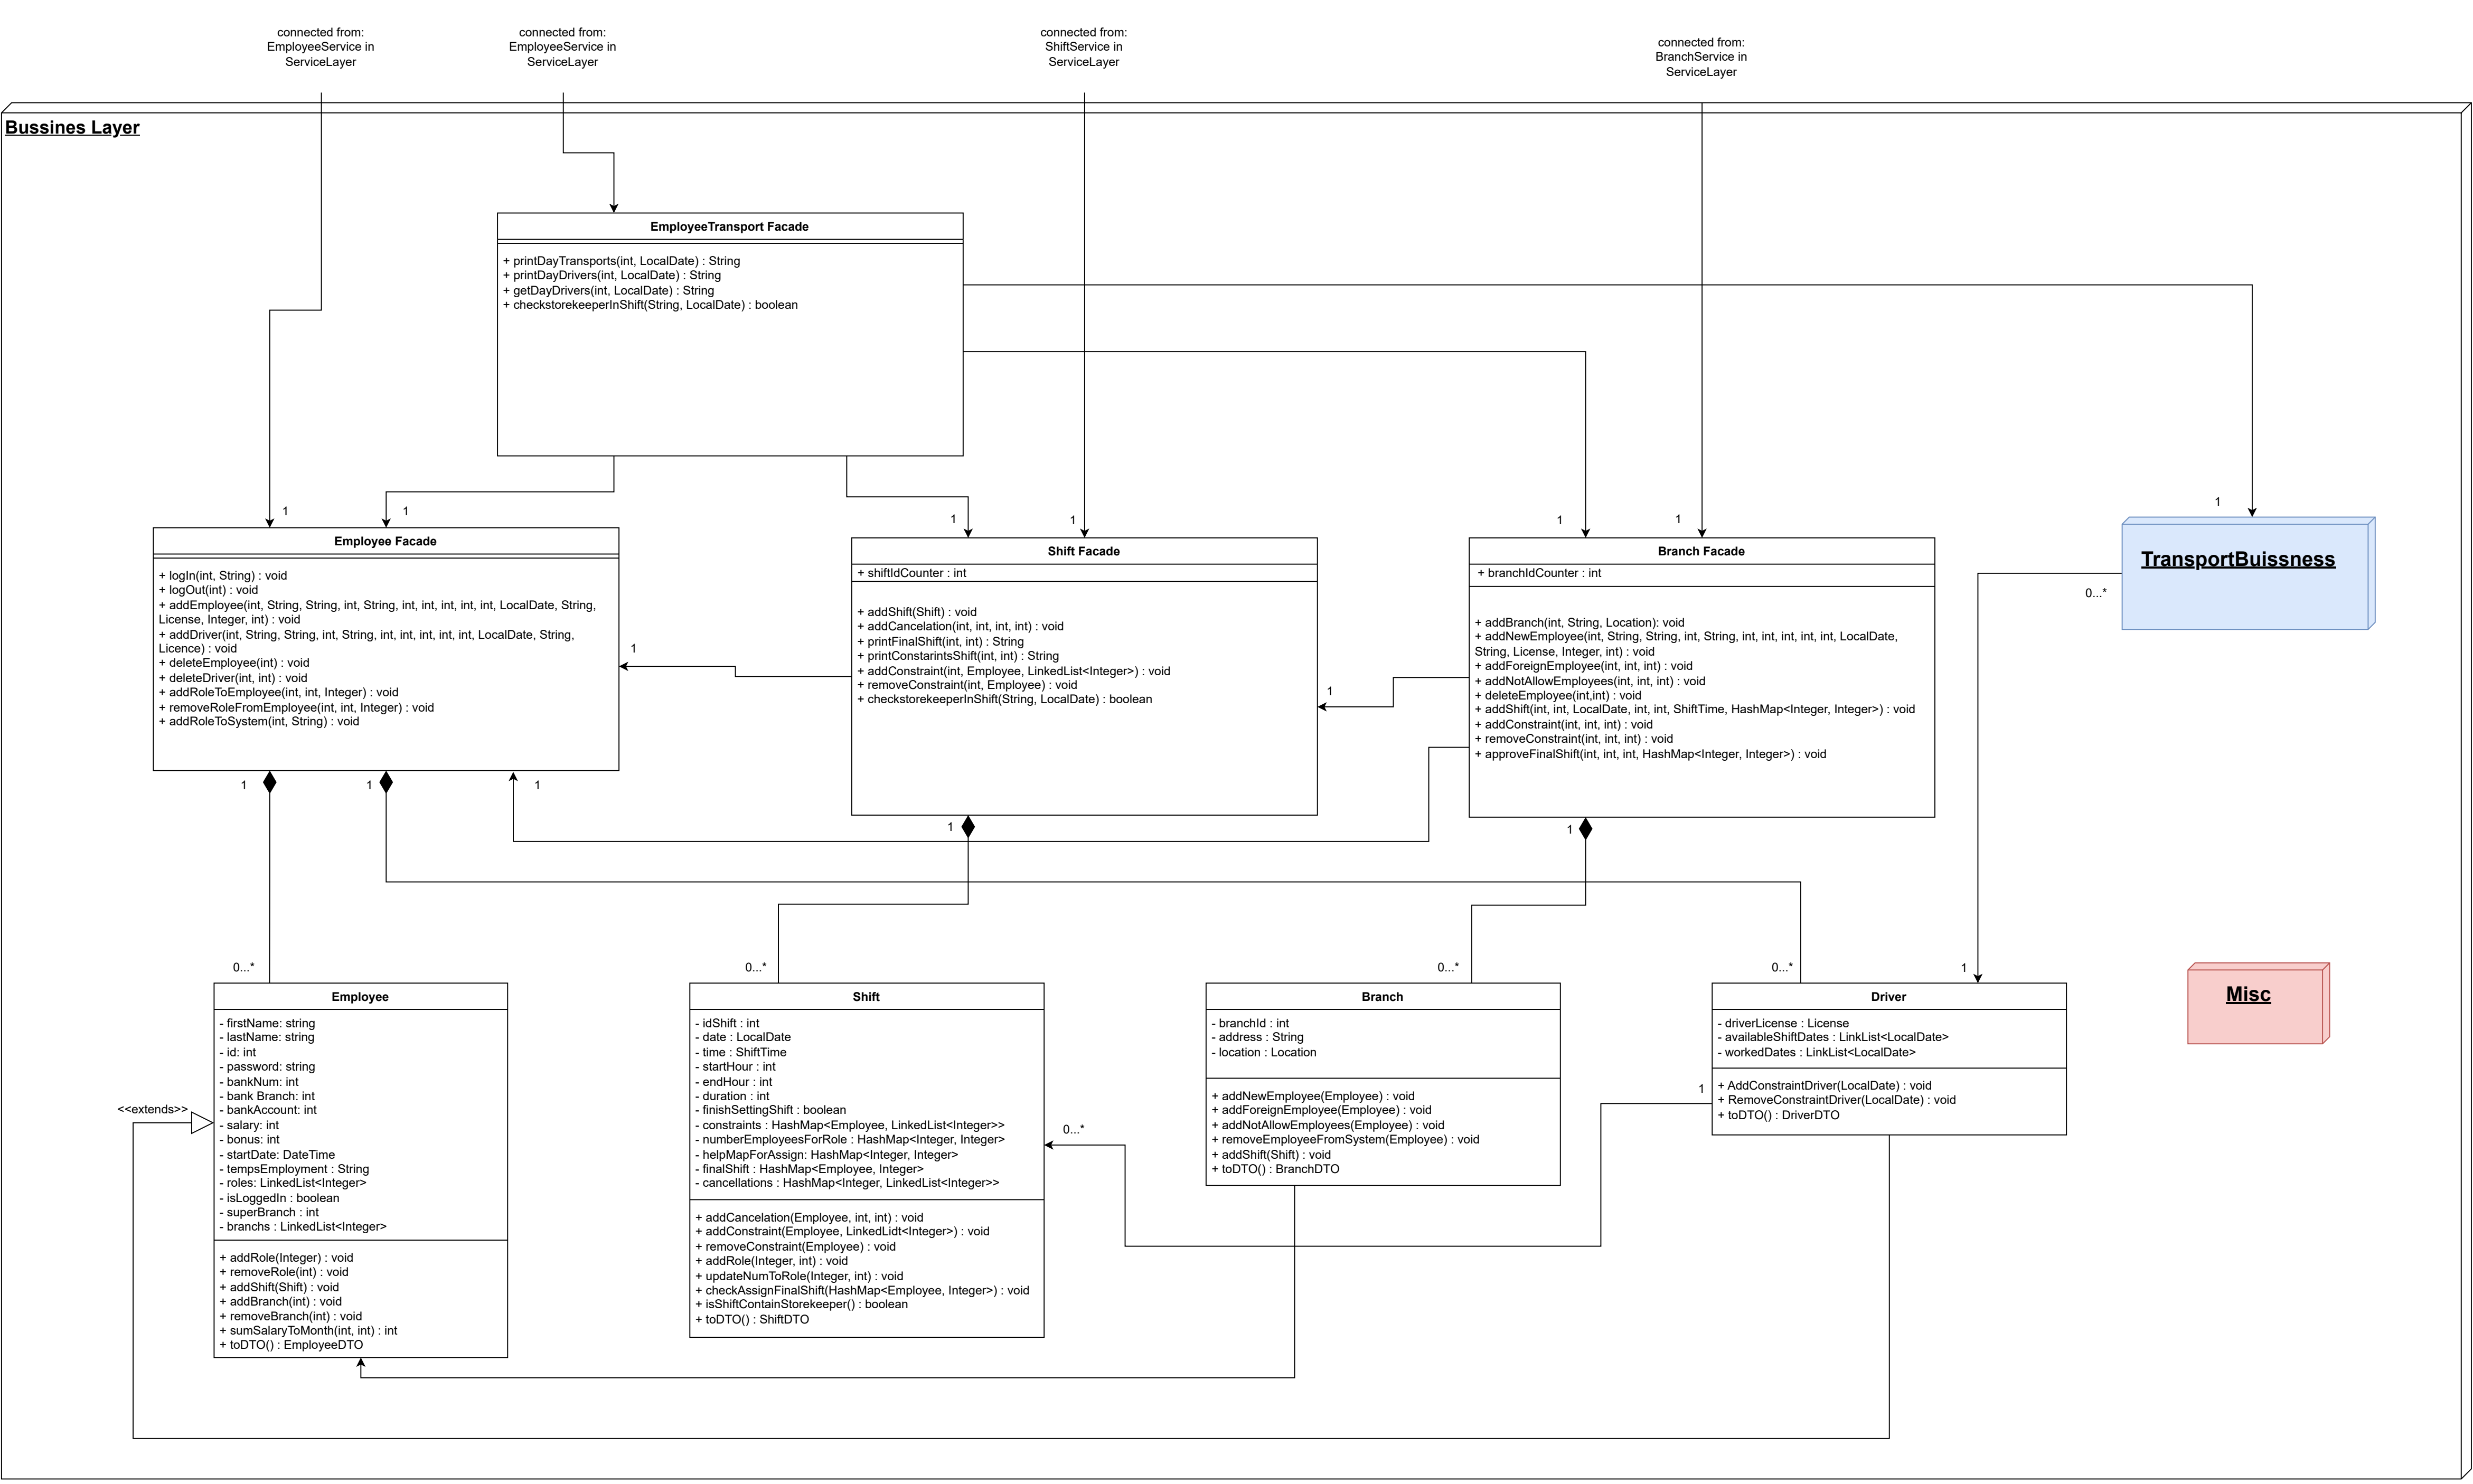 connected from:
EmployeeService in
ServiceLayer
connected from:
EmployeeService in
ServiceLayer
connected from:
ShiftService in
ServiceLayer
connected from:
BranchService in
ServiceLayer
Bussines Layer
EmployeeTransport Facade
+ printDayTransports(int, LocalDate) : String
+ printDayDrivers(int, LocalDate) : String
+ getDayDrivers(int, LocalDate) : String
+ checkstorekeeperInShift(String, LocalDate) : boolean
1
1
1
1
1
1
1
Employee Facade
+ logIn(int, String) : void
+ logOut(int) : void
+ addEmployee(int, String, String, int, String, int, int, int, int, int, LocalDate, String,
License, Integer, int) : void
+ addDriver(int, String, String, int, String, int, int, int, int, int, LocalDate, String,
Licence) : void
+ deleteEmployee(int) : void
+ deleteDriver(int, int) : void
+ addRoleToEmployee(int, int, Integer) : void
+ removeRoleFromEmployee(int, int, Integer) : void
+ addRoleToSystem(int, String) : void
1
Shift Facade
+ shiftIdCounter : int
+ addShift(Shift) : void
+ addCancelation(int, int, int, int) : void
+ printFinalShift(int, int) : String
+ printConstarintsShift(int, int) : String
+ addConstraint(int, Employee, LinkedList<Integer>) : void
+ removeConstraint(int, Employee) : void
+ checkstorekeeperInShift(String, LocalDate) : boolean
1
Branch Facade
+ branchIdCounter : int
+ addBranch(int, String, Location): void
+ addNewEmployee(int, String, String, int, String, int, int, int, int, int, LocalDate,
String, License, Integer, int) : void
+ addForeignEmployee(int, int, int) : void
+ addNotAllowEmployees(int, int, int) : void
+ deleteEmployee(int,int) : void
+ addShift(int, int, LocalDate, int, int, ShiftTime, HashMap<Integer, Integer>) : void
+ addConstraint(int, int, int) : void
+ removeConstraint(int, int, int) : void
+ approveFinalShift(int, int, int, HashMap<Integer, Integer>) : void
TransportBuissness
0...*
1
1
1
1
1
0...*
0...*
0...*
0...*
1
Employee
- firstName: string
- lastName: string
- id: int
- password: string
- bankNum: int
- bank Branch: int
- bankAccount: int
- salary: int
- bonus: int
- startDate: DateTime
- tempsEmployment : String
- roles: LinkedList<Integer>
- isLoggedIn : boolean
- superBranch : int
- branchs : LinkedList<Integer>
+ addRole(Integer) : void
+ removeRole(int) : void
+ addShift(Shift) : void
+ addBranch(int) : void
+ removeBranch(int) : void
+ sumSalaryToMonth(int, int) : int
+ toDTO() : EmployeeDTO
<<extends>>
Shift
- idShift : int
- date : LocalDate
- time : ShiftTime
- startHour : int
- endHour : int
- duration : int
- finishSettingShift : boolean
- constraints : HashMap<Employee, LinkedList<Integer>>
- numberEmployeesForRole : HashMap<Integer, Integer>
- helpMapForAssign: HashMap<Integer, Integer>
- finalShift : HashMap<Employee, Integer>
- cancellations : HashMap<Integer, LinkedList<Integer>>
+ addCancelation(Employee, int, int) : void
+ addConstraint(Employee, LinkedLidt<Integer>) : void
+ removeConstraint(Employee) : void
+ addRole(Integer, int) : void
+ updateNumToRole(Integer, int) : void
+ checkAssignFinalShift(HashMap<Employee, Integer>) : void
+ isShiftContainStorekeeper() : boolean
+ toDTO() : ShiftDTO
0...*
Branch
- branchId : int
- address : String
- location : Location
+ addNewEmployee(Employee) : void
+ addForeignEmployee(Employee) : void
+ addNotAllowEmployees(Employee) : void
+ removeEmployeeFromSystem(Employee) : void
+ addShift(Shift) : void
+ toDTO() : BranchDTO
1
Driver
- driverLicense : License
- availableShiftDates : LinkList<LocalDate>
- workedDates : LinkList<LocalDate>
+ AddConstraintDriver(LocalDate) : void
+ RemoveConstraintDriver(LocalDate) : void
+ toDTO() : DriverDTO
Misc